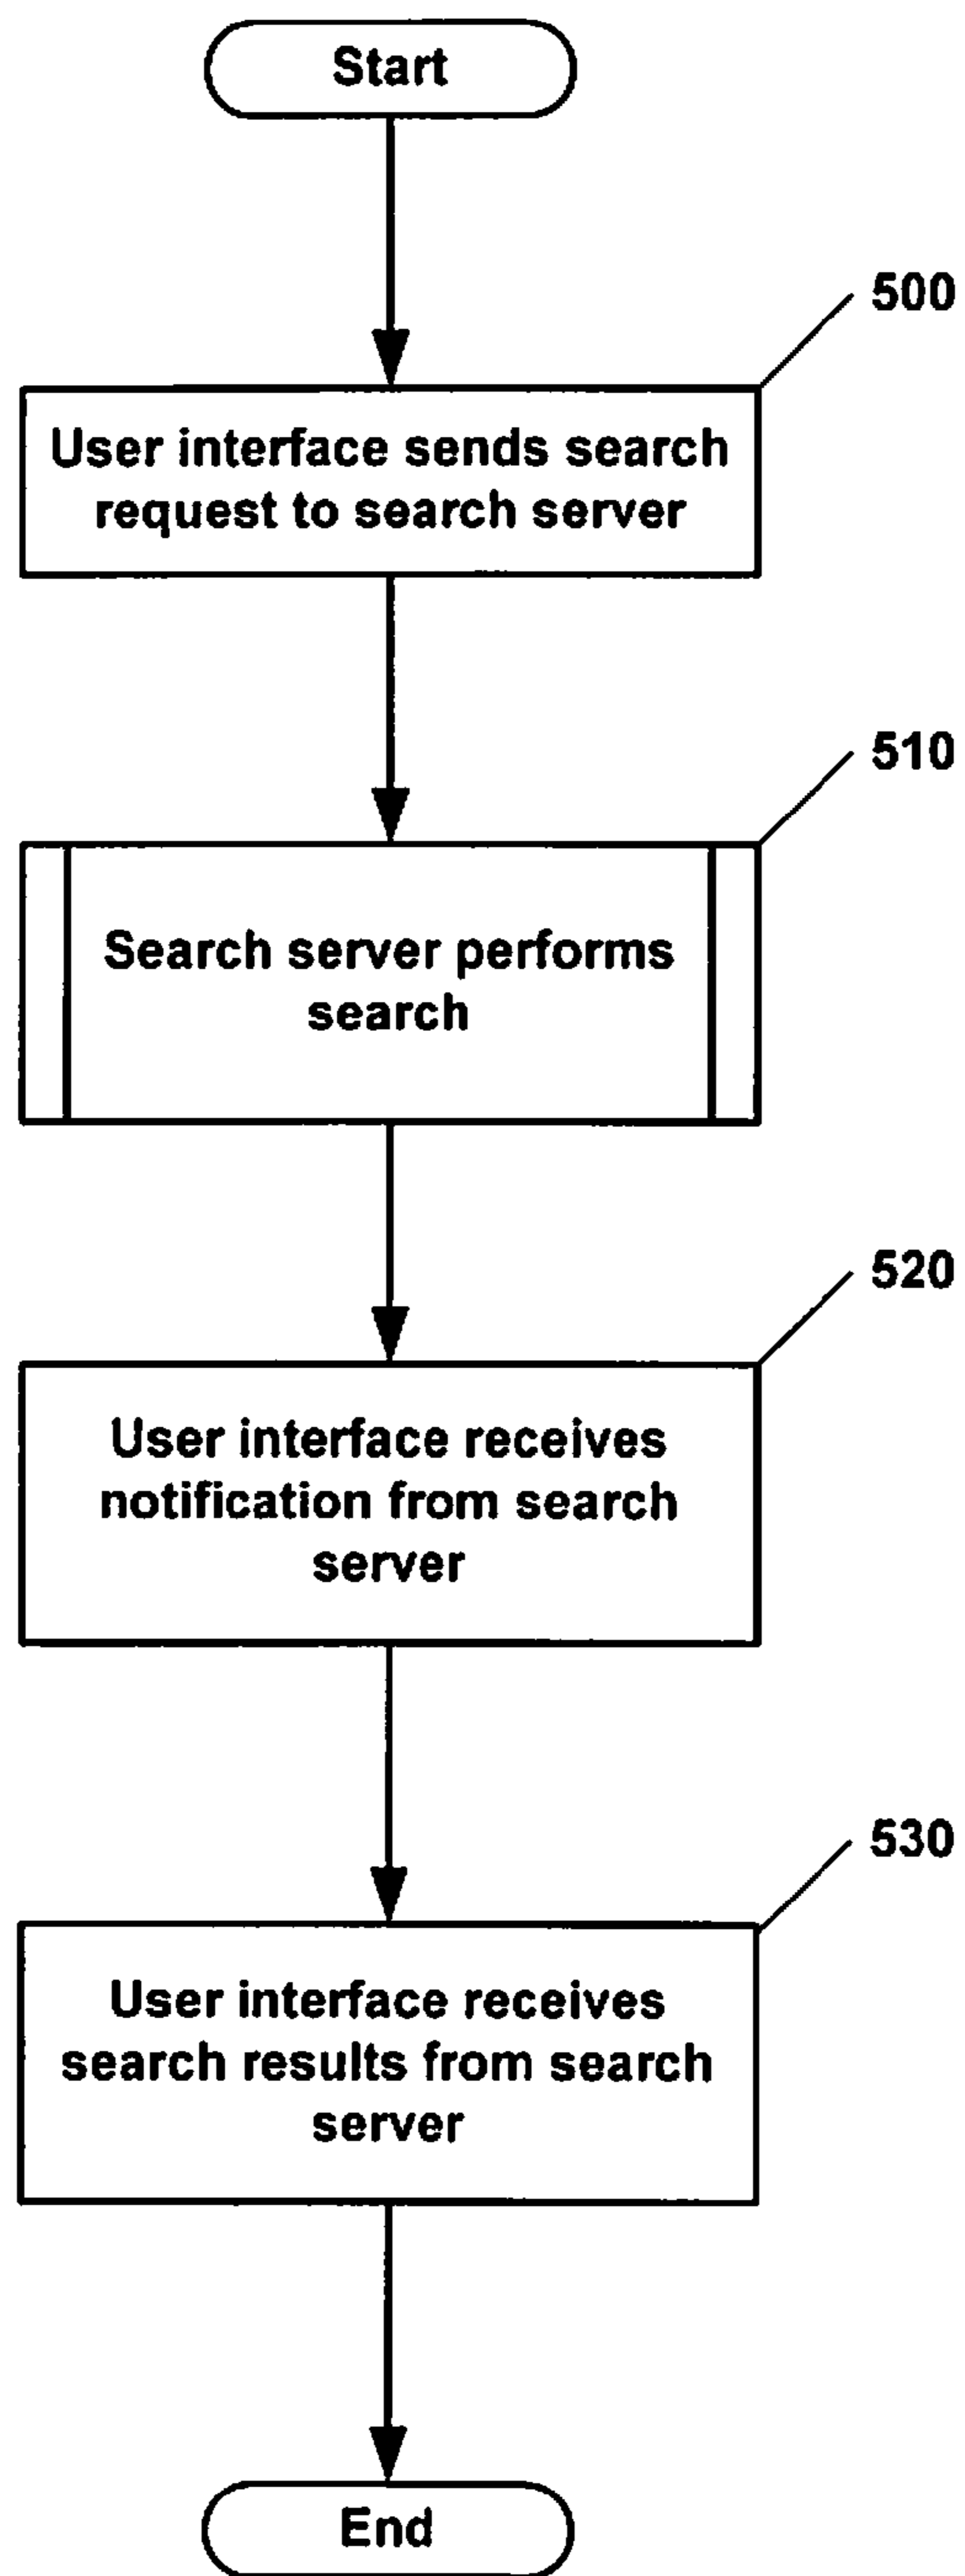 Start
500
User interface sends search
request to search server
510
Search server performs
search
520
User interface receives
notification from search
server
530
User interface receives
search results from search
server
End